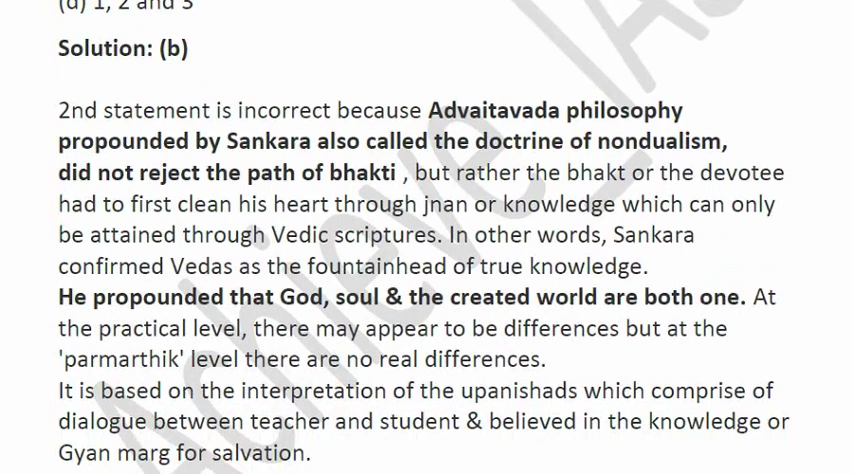 (d) 1, 2 and 3
Solution: (b)
2nd statement is incorrect because Advaitavada philosophy
propounded by Sankara also called the doctrine of nondualism,
did not reject the path of bhakti , but rather the bhakt or the devotee
had to first clean his heart through jnan or knowledge which can only
be attained through Vedic scriptures. In other words, Sankara
confirmed Vedas as the fountainhead of true knowledge.
He propounded that God, soul & the created world are both one. At
the practical level, there may appear to be differences but at the
'parmarthik' level there are no real differences.
It is based on the interpretation of the upanishads which comprise of
dialogue between teacher and student & believed in the knowledge or
Gyan marg for salvation.
Achieve_IAS